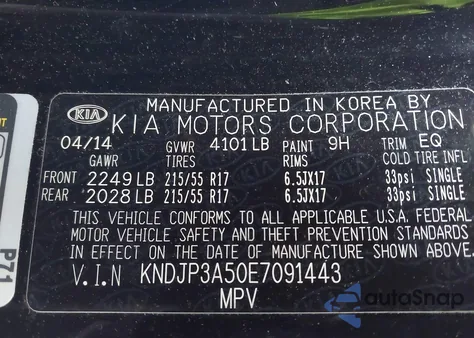 MANUFACTURED IN KOREA BY
KIA KIA MOTORS CORPORATION
04/14 GVWR 4101 LB PAINT 9H TRIM EQ
GAWR TIRES RIMS COLD TIRE INFL
FRONT 2249 LB 215/55 R17 6.5JX17 33psi SINGLE
REAR 2028 LB 215/55 R17 6.5JX17 33psi SINGLE
THIS VEHICLE CONFORMS TO ALL APPLICABLE U.S.A. FEDERAL
MOTOR VEHICLE SAFETY AND THEFT PREVENTION STANDARDS
IN EFFECT ON THE DATE OF MANUFACTURE SHOWN ABOVE.
V.I.N KNDJP3A50E7091443
MPV
P71
autoSnap